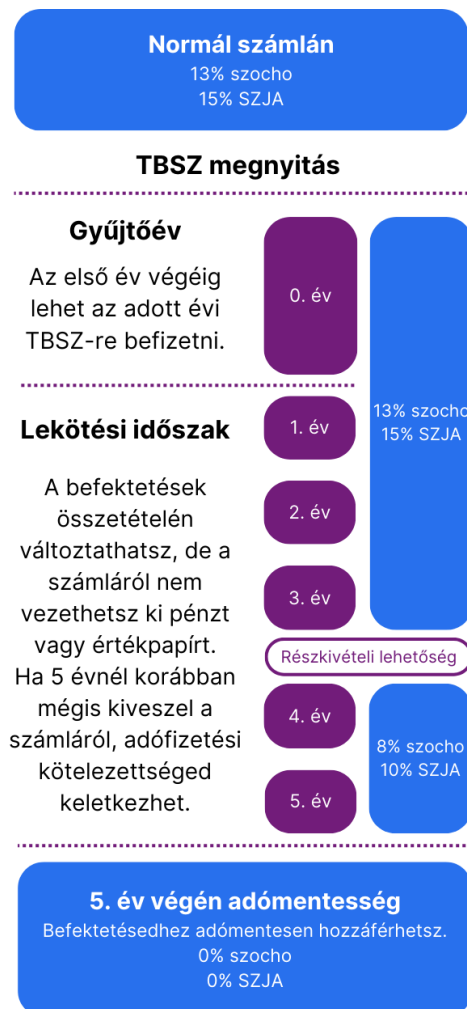 Normál számlán
13% szocho
15% SZJA
TBSZ megnyitás
Gyűjtőév
Az első év végéig
lehet az adott évi
TBSZ-re befizetni.
0. év
13% szocho
15% SZJA
Lekötési időszak
1. év
A befektetések
összetételén
változtathatsz, de a
számláról nem
vezethetsz ki pénzt
vagy értékpapírt.
Ha 5 évnél korábban
mégis kiveszel a
számláról, adófizetési
kötelezettséged
keletkezhet.
2. év
3. év
Részkivételi lehetőség
4. év
8% szocho
10% SZJA
5. év
5. év végén adómentesség
Befektetésedhez adómentesen hozzáférhetsz.
0% szocho
0% SZJA